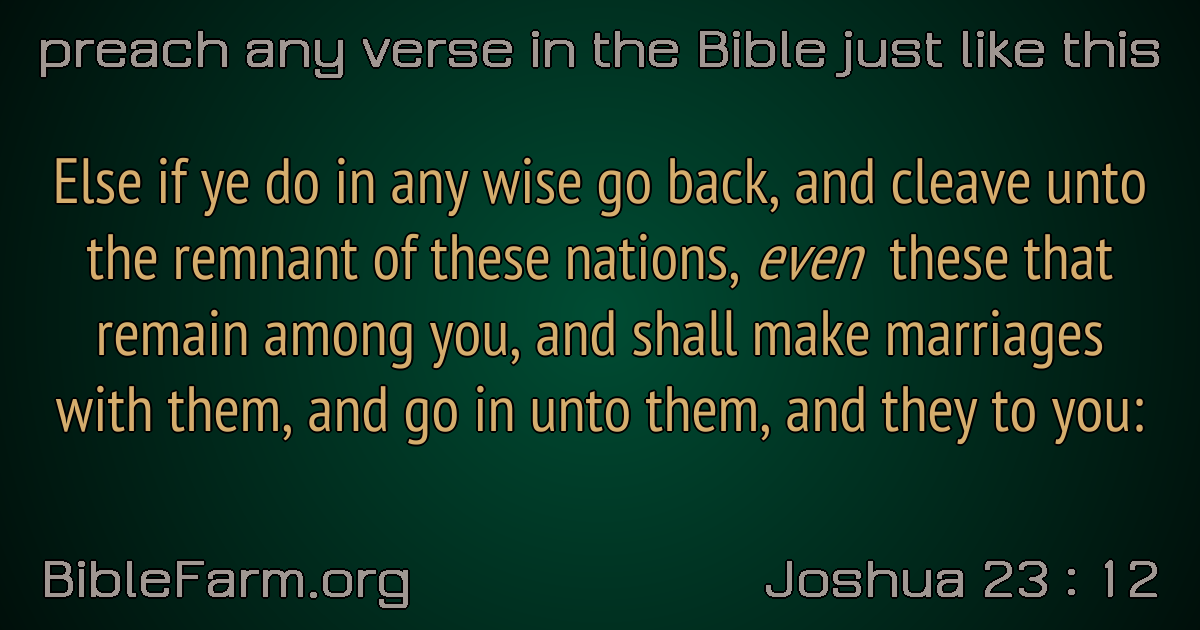 preach any verse in the Bible just like this
Else if ye do in any wise go back, and cleave unto
the remnant of these nations, even these that
remain among you, and shall make marriages
with them, and go in unto them, and they to you:
BibleFarm.org
Joshua 23 : 12